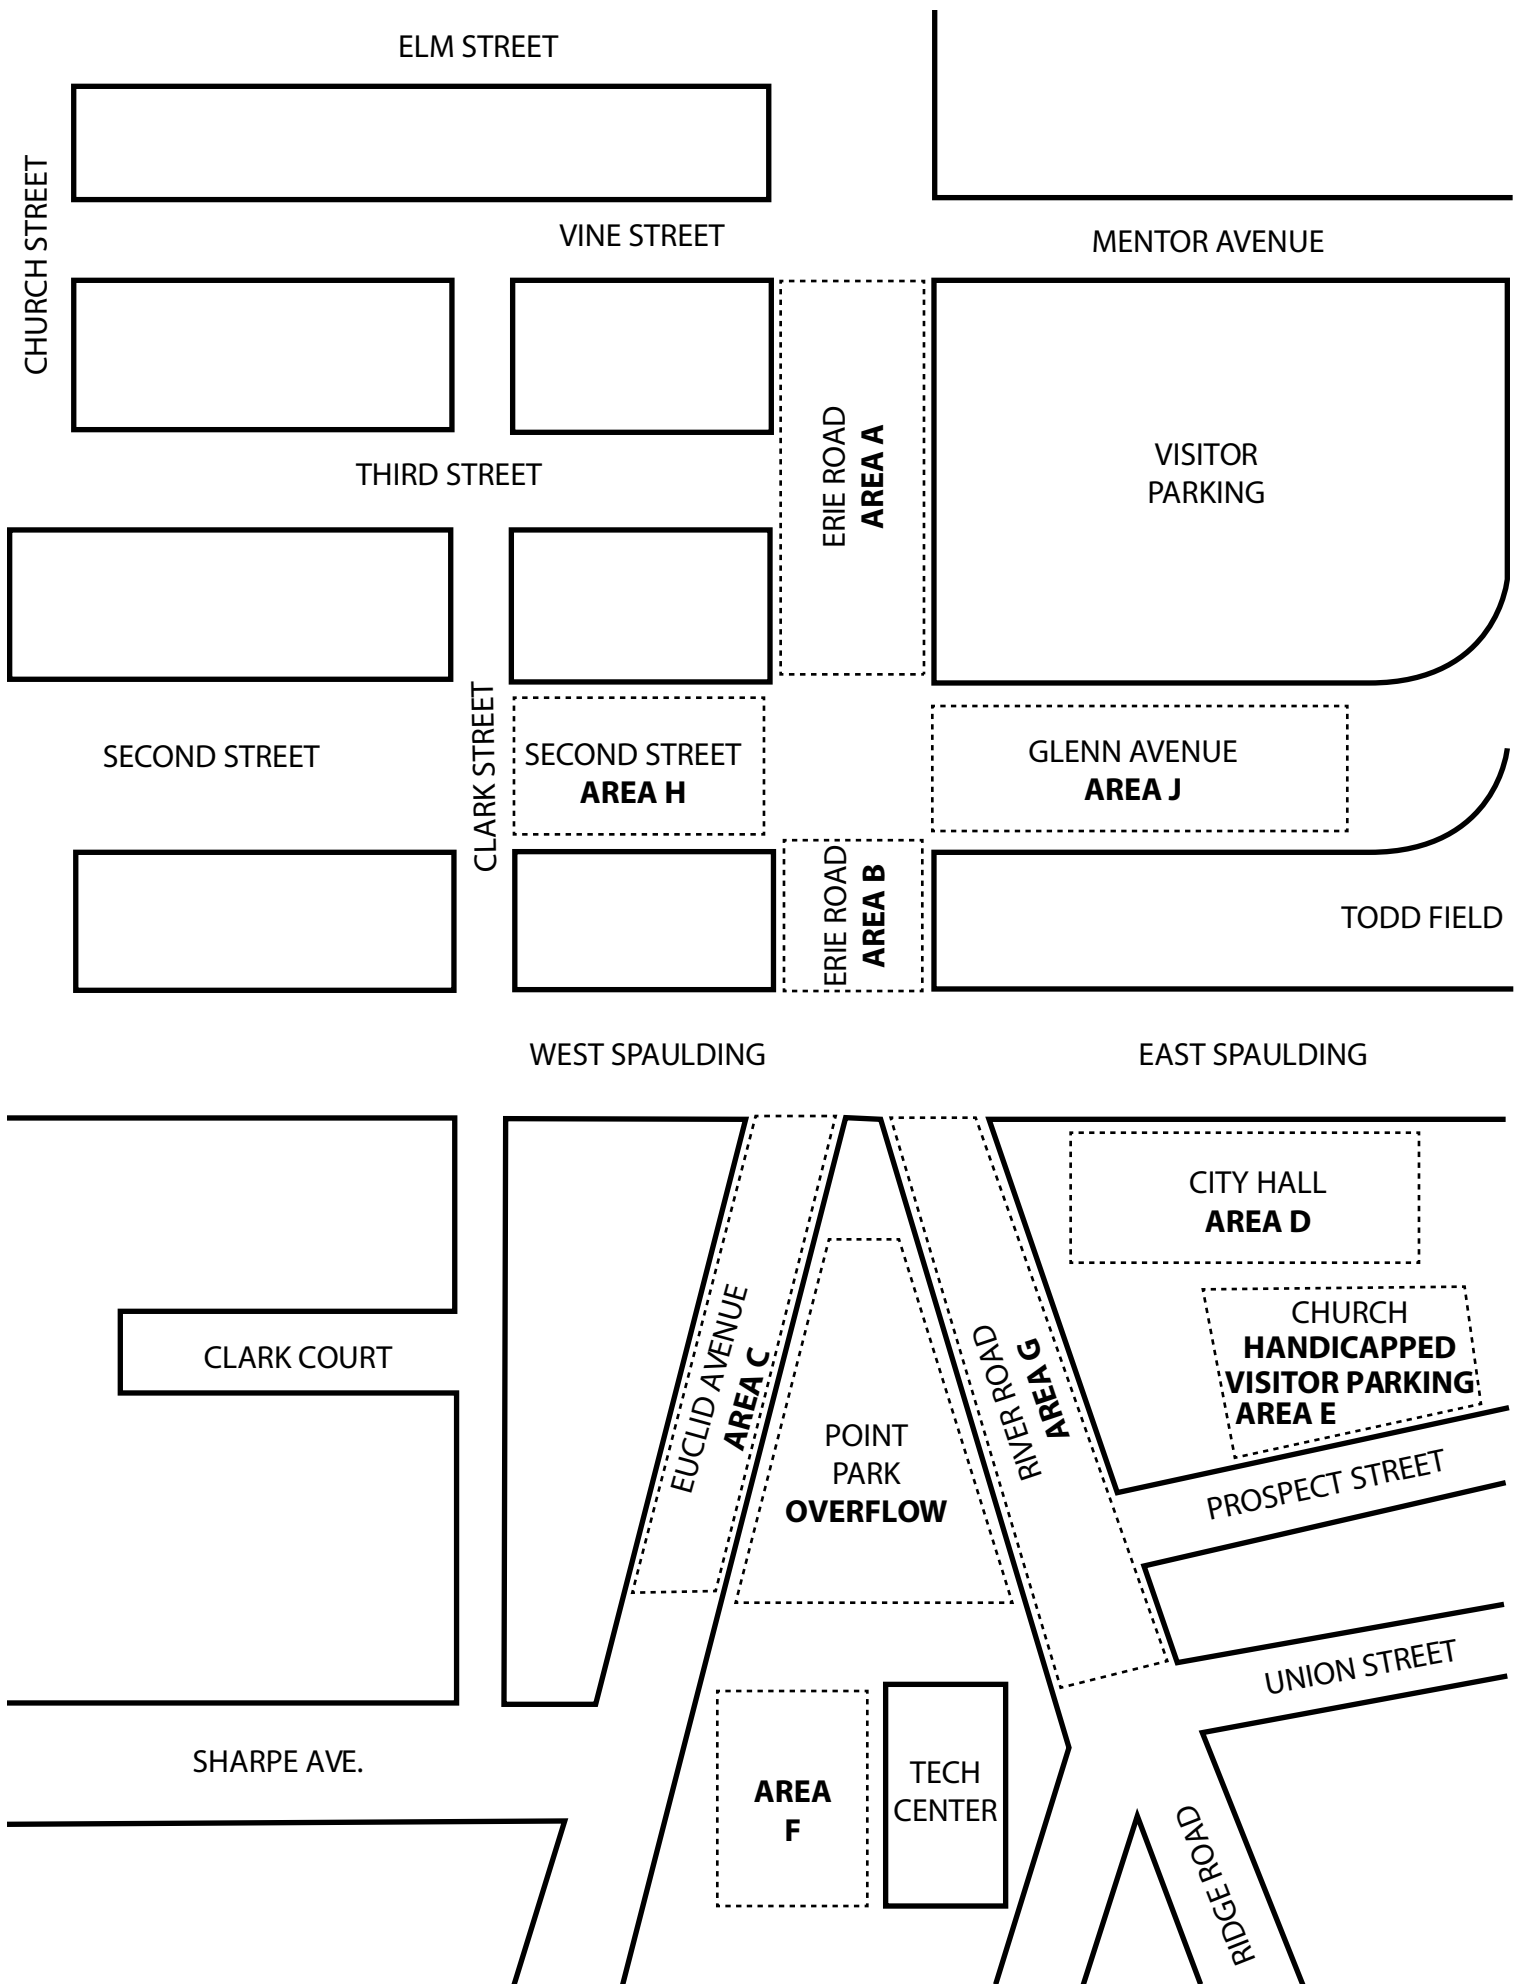 ELM STREET
CHURCH STREET
VINE STREET
MENTOR AVENUE
THIRD STREET
ERIE ROAD
AREA A
VISITOR
PARKING
SECOND STREET
CLARK STREET
SECOND STREET
AREA H
GLENN AVENUE
AREA J
ERIE ROAD
AREA B
TODD FIELD
WEST SPAULDING
EAST SPAULDING
CITY HALL
AREA D
CHURCH
HANDICAPPED
VISITOR PARKING
AREA E
CLARK COURT
EUCLID AVENUE
AREA C
POINT
PARK
OVERFLOW
RIVER ROAD
AREA G
PROSPECT STREET
UNION STREET
SHARPE AVE.
AREA
F
TECH
CENTER
RIDGE ROAD